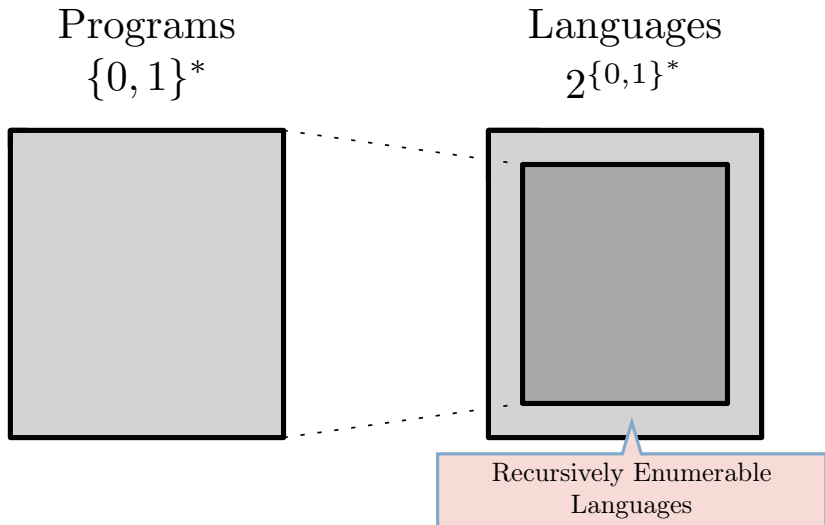 Programs
{0, 1}*
Languages
2^{{0,1}*}
Recursively Enumerable
Languages